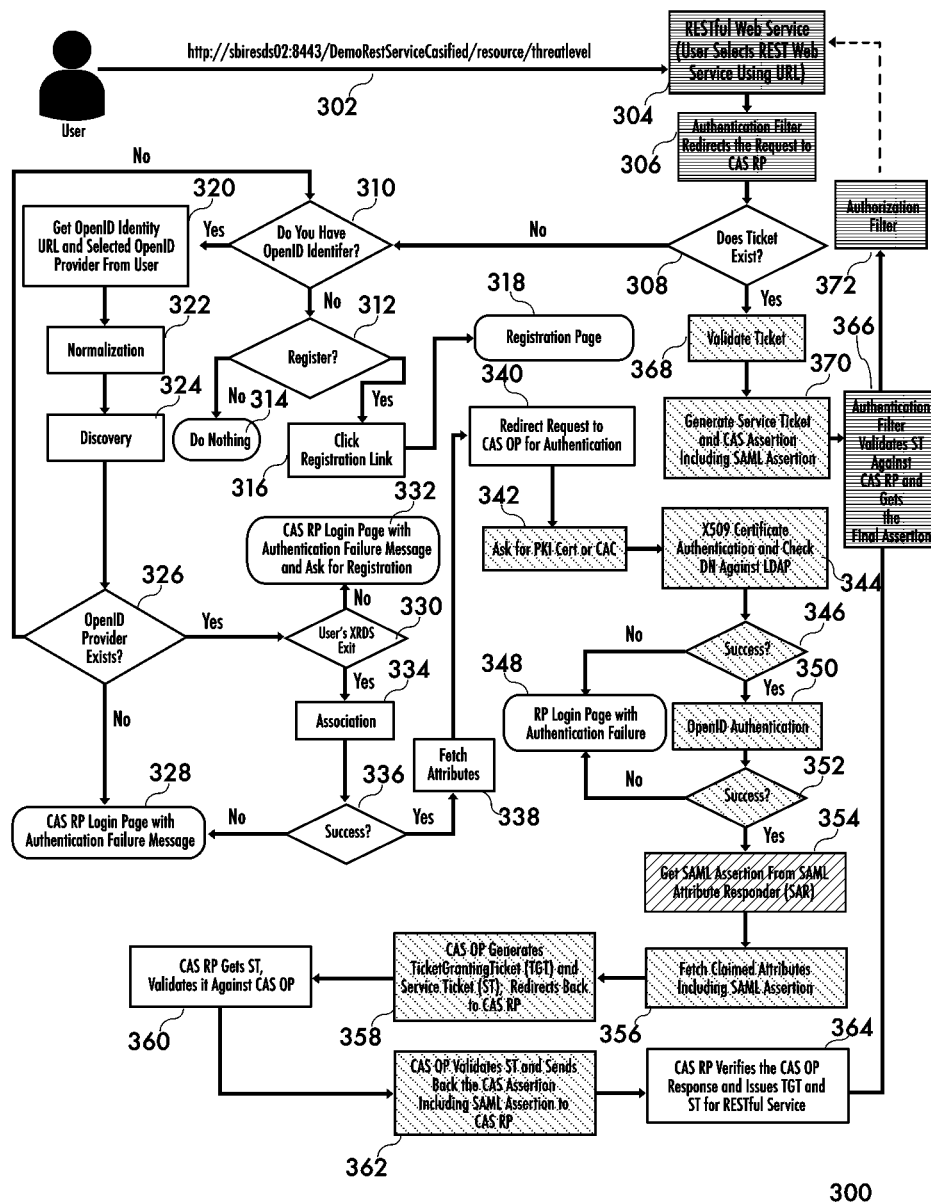 http://sbiresds02:8443/DemoRestServiceCasified/resource/threatlevel
302
User
RESTful Web Service
(User Selects REST Web
Service Using URL)
304
Authentication Filter
Redirects the Request to
CAS RP
306
No
320
310
Get OpenID Identity
URL and Selected OpenID
Provider From User
Yes
Do You Have
OpenID Identifer?
No
Does Ticket
Exist?
308
Authorization
Filter
372
No
312
318
Yes
366
322
Normalization
Register?
Registration Page
Validate Ticket
368
370
324
No
314
Yes
340
Discovery
Do Nothing
Click
Registration Link
316
Redirect Request to
CAS OP for Authentication
Generate Service Ticket
and CAS Assertion
Including SAML Assertion
Authentication
Filter
Validates ST
Against
CAS RP and
Gets
the
Final Assertion
332
342
CAS RP Login Page with
Authentication Failure Message
and Ask for Registration
Ask for PKI Cert or CAC
X509 Certificate
Authentication and Check
DN Against LDAP
344
326
No
330
346
OpenID
Provider
Exists?
Yes
User's XRDS
Exit
No
Success?
334
Yes
348
Yes
350
Association
RP Login Page with
Authentication Failure
OpenID Authentication
No
Fetch
Attributes
338
352
328
336
No
Success?
CAS RP Login Page with
Authentication Failure Message
No
Success?
Yes
Yes
354
Get SAML Assertion From SAML
Attribute Responder (SAR)
CAS RP Gets ST,
Validates it Against CAS OP
360
CAS OP Generates
TicketGrantingTicket (TGT) and
Service Ticket (ST); Redirects Back
to CAS RP
358
Fetch Claimed Attributes
Including SAML Assertion
356
364
CAS OP Validates ST and Sends
Back the CAS Assertion
Including SAML Assertion to
CAS RP
362
CAS RP Verifies the CAS OP
Response and Issues TGT and
ST for RESTful Service
300